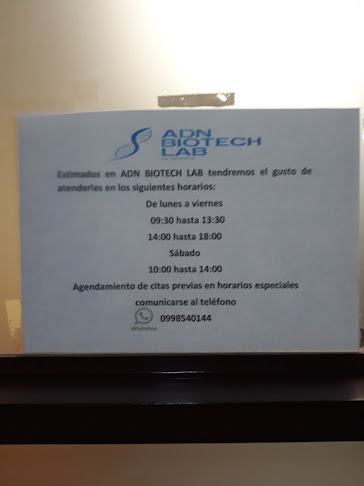 ADN
BIOTECH
LAB
Estimados en ADN BIOTECH LAB tendremos el gusto de
atenderles en los siguientes horarios:
De lunes a viernes
09:30 hasta 13:30
14:00 hasta 18:00
Sábado
10:00 hasta 14:00
Agendamiento de citas previas en horarios especiales
comunicarse al teléfono
0998540144
WhatsApp